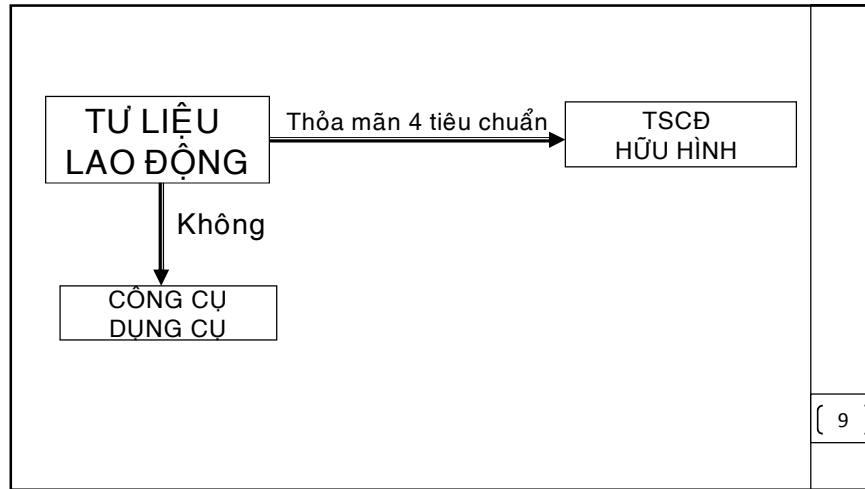 TƯ LIỆU
LAO ĐỘNG
Thỏa mãn 4 tiêu chuẩn
TSCĐ
HỮU HÌNH
Không
CÔNG CỤ
DỤNG CỤ
9